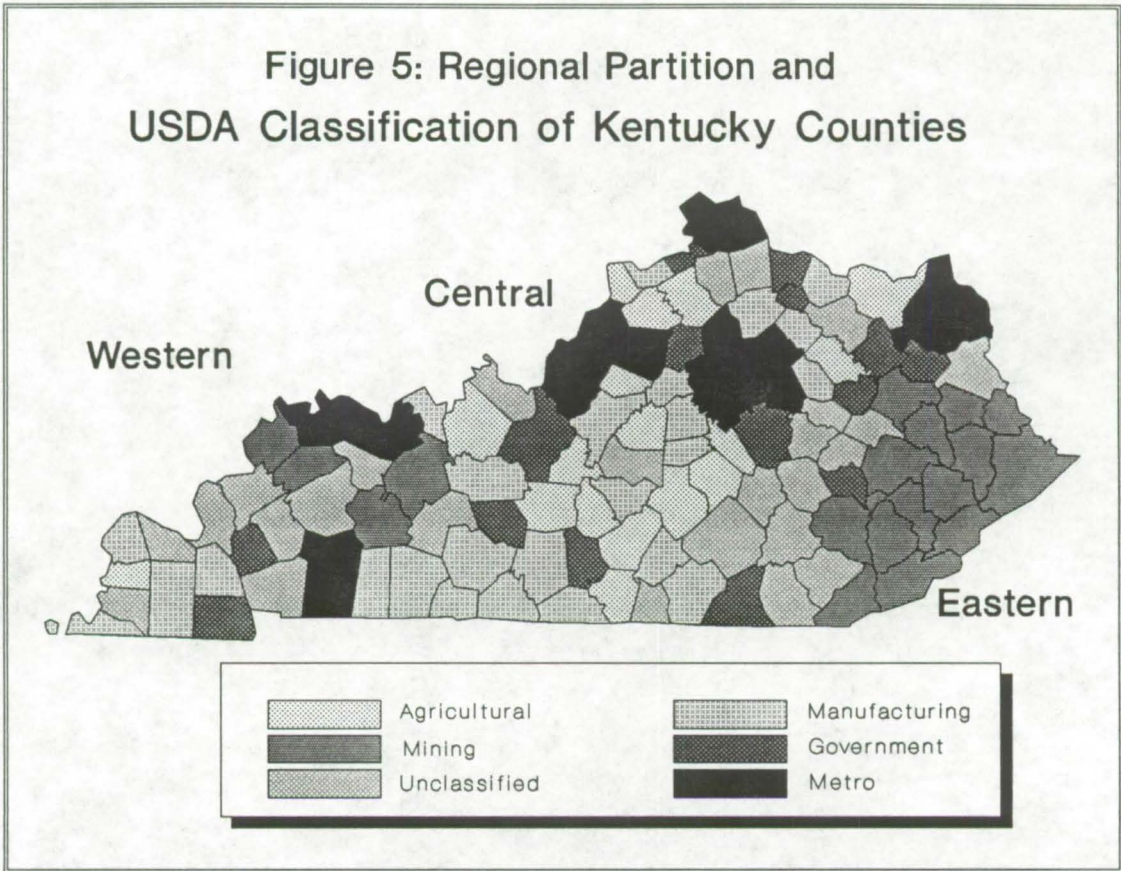 Figure 5: Regional Partition and
USDA Classification of Kentucky Counties
Central
Western
Eastern
Agricultural
Manufacturing
Mining
Government
Unclassified
Metro